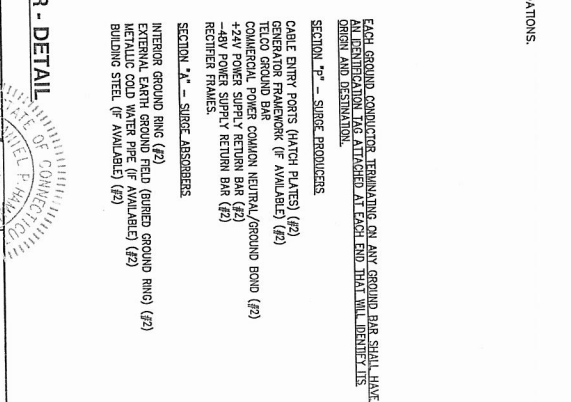 ATIONS.
EACH GROUND CONDUCTOR TERMINATING ON ANY GROUND BAR SHALL HAVE
AN IDENTIFICATION TAG ATTACHED AT EACH END THAT WILL IDENTIFY ITS
ORIGIN AND DESTINATION.
SECTION "P" – SURGE PRODUCERS
CABLE ENTRY PORTS (HATCH PLATES) (#2)
GENERATOR FRAMEWORK (IF AVAILABLE) (#2)
TELCO GROUND BAR
COMMERCIAL POWER COMMON NEUTRAL/GROUND BOND (#2)
+24V POWER SUPPLY RETURN BAR (#2)
–48V POWER SUPPLY RETURN BAR (#2)
RECTIFIER FRAMES.
SECTION "A" – SURGE ABSORBERS
INTERIOR GROUND RING (#2)
EXTERNAL EARTH GROUND FIELD (BURIED GROUND RING) (#2)
METALLIC COLD WATER PIPE (IF AVAILABLE) (#2)
BUILDING STEEL (IF AVAILABLE) (#2)
R - DETAIL
ATE OF CONNECTICU